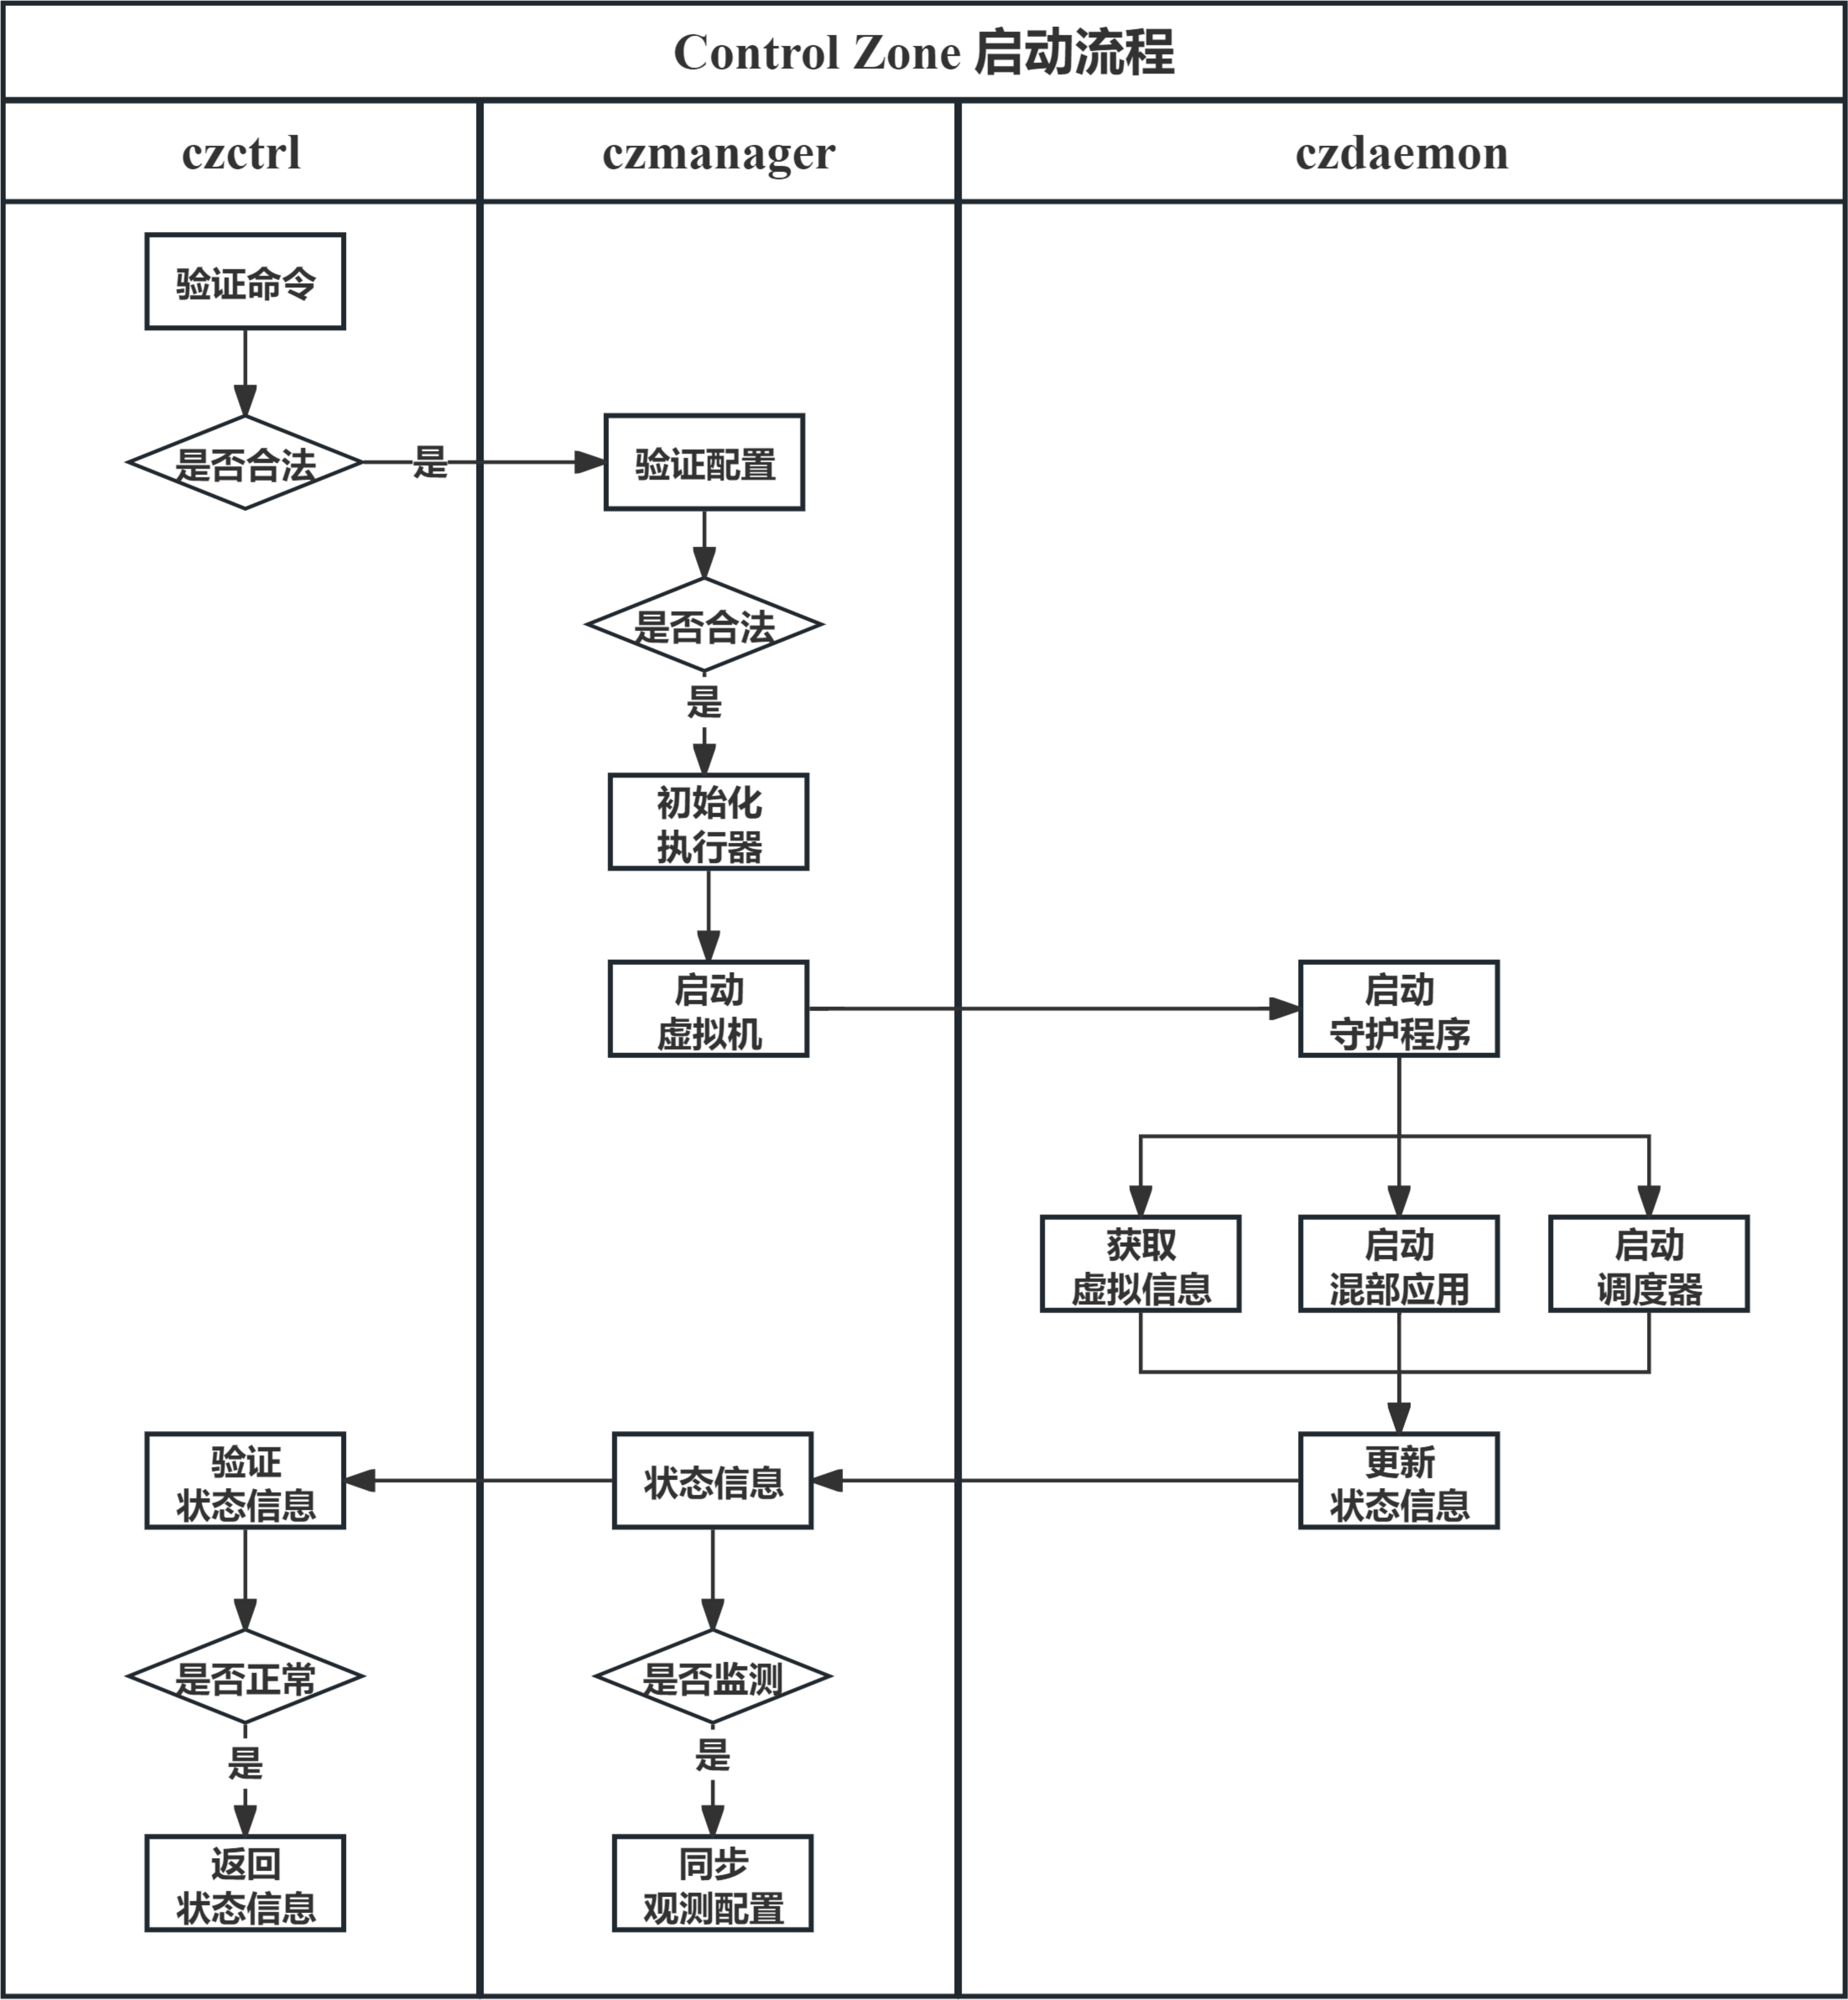 Control Zone 启动流程
czctrl
czmanager
czdaemon
验证命令
是否合法
是
验证配置
是否合法
是
初始化
执行器
启动
虚拟机
启动
守护程序
获取
虚拟信息
启动
混部应用
启动
调度器
更新
状态信息
状态信息
验证
状态信息
是否正常
是
返回
状态信息
是否监测
是
同步
观测配置